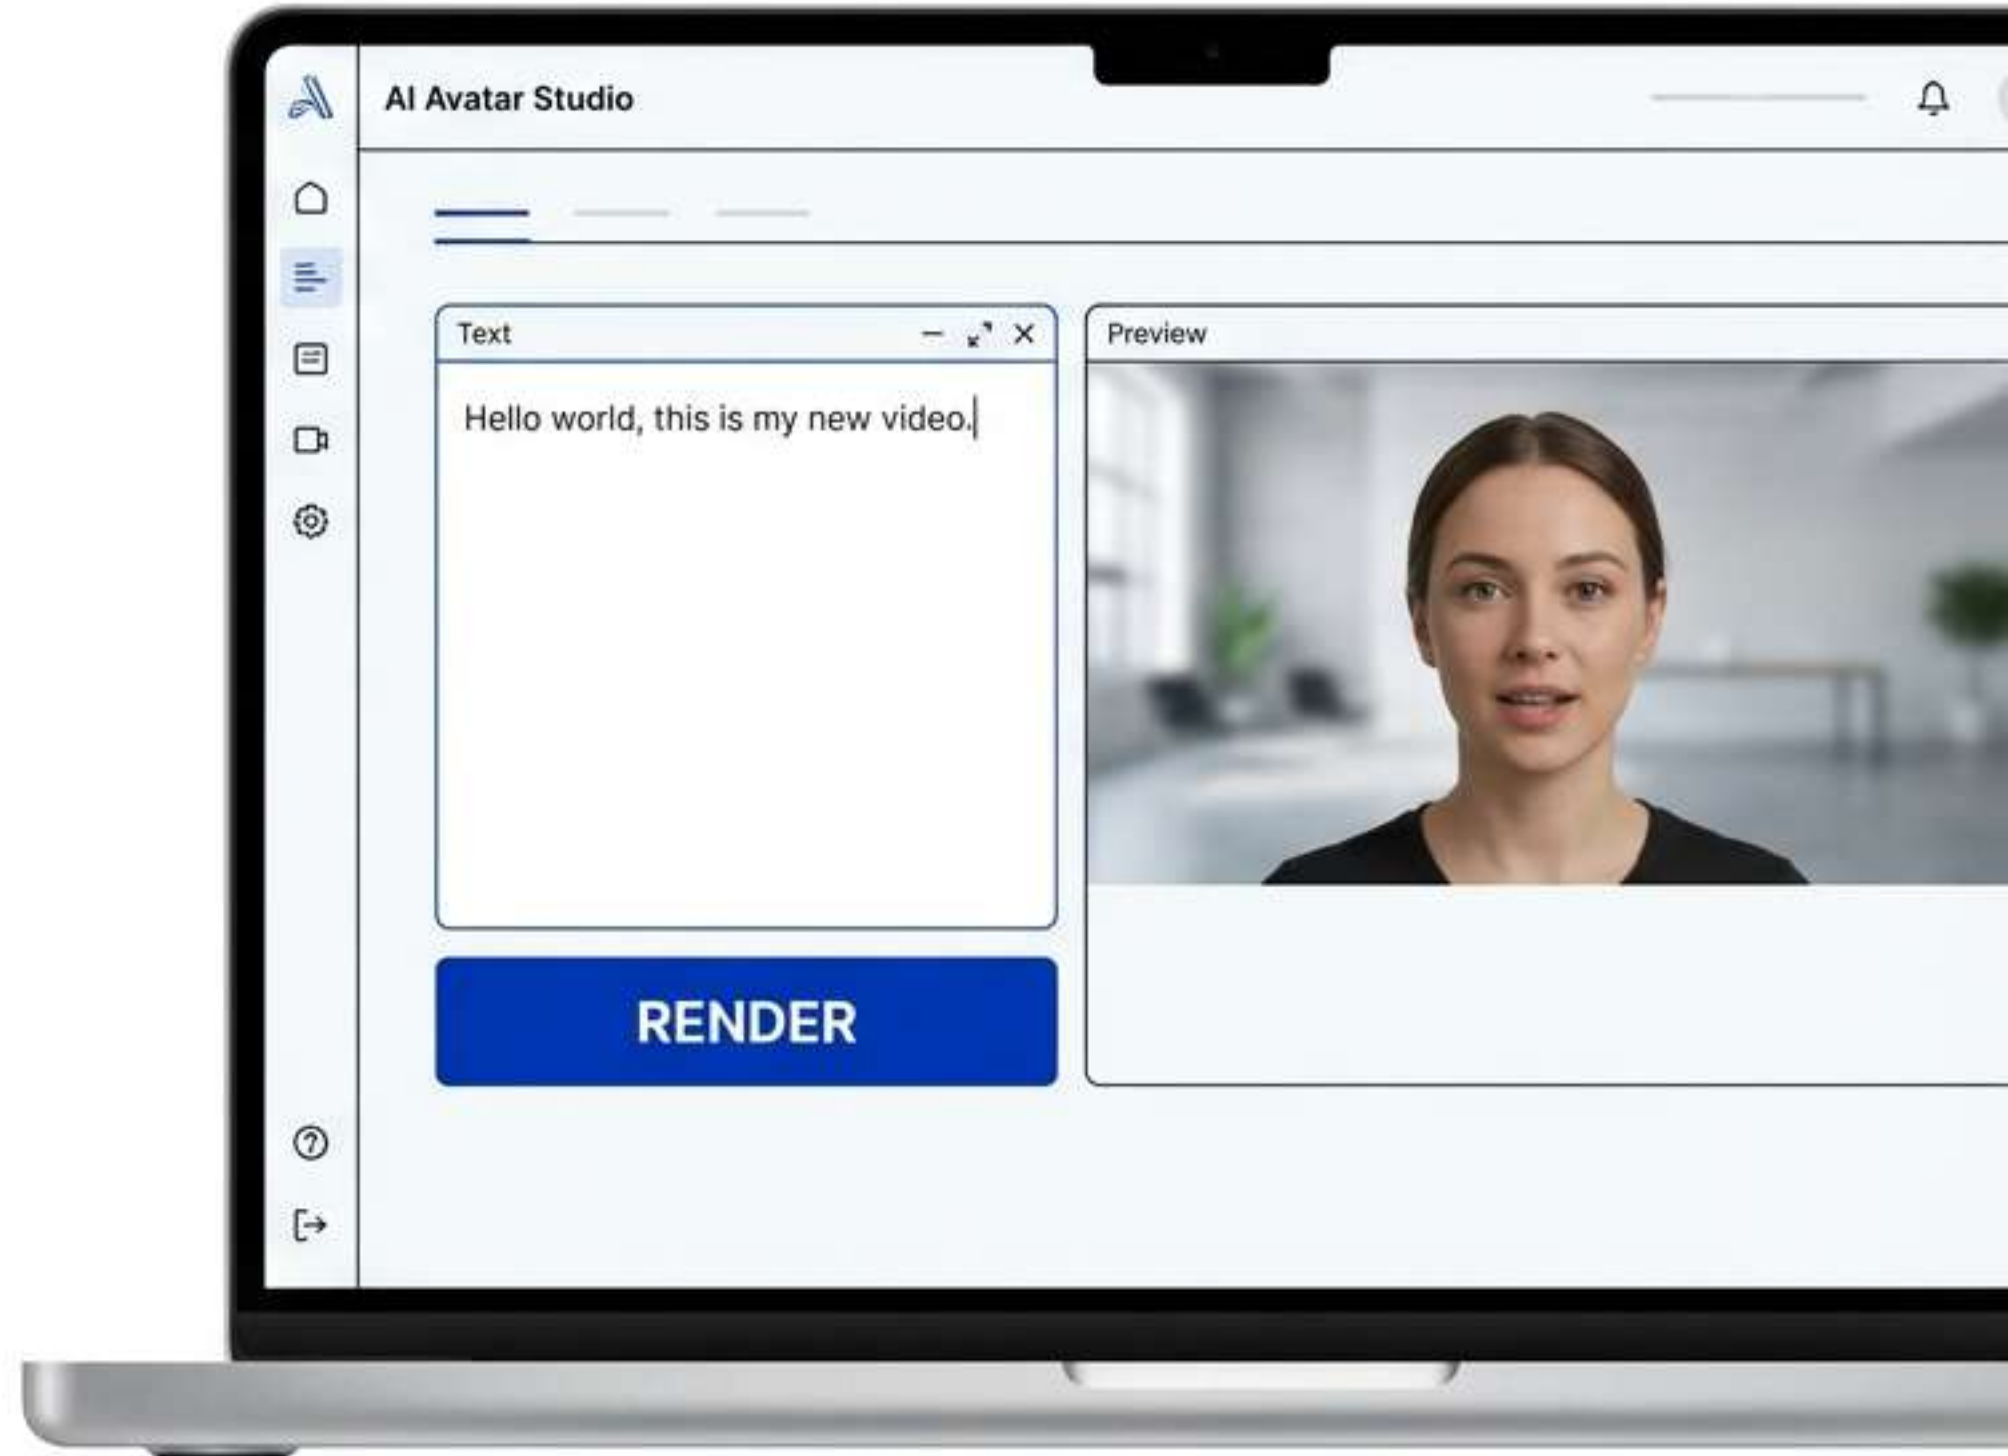 AI Avatar Studio
Text
Preview
Hello world, this is my new video.
RENDER